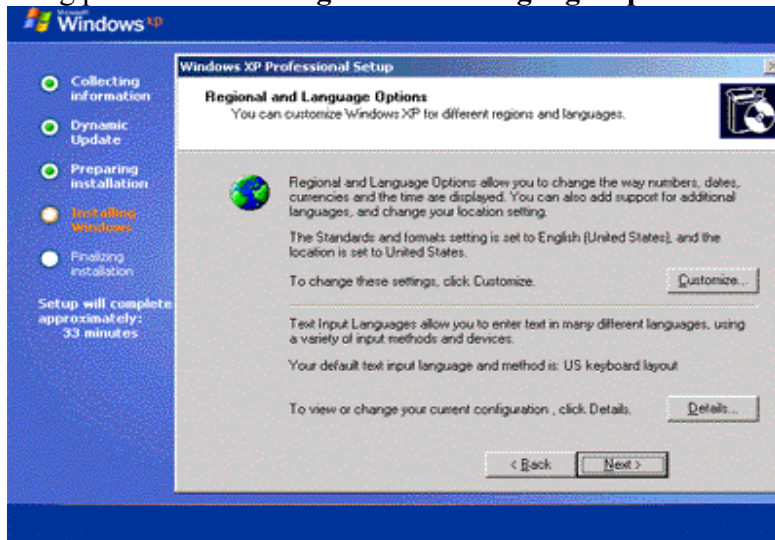 Microsoft
Windows xp
Collecting
information
Dynamic
Update
Preparing
installation
Installing
Windows
Finalizing
installation
Setup will complete
approximately:
33 minutes
Windows XP Professional Setup
Regional and Language Options
You can customize Windows XP for different regions and languages.
Regional and Language Options allow you to change the way numbers, dates,
currencies and the time are displayed. You can also add support for additional
languages, and change your location setting.
The Standards and formats setting is set to English (United States), and the
location is set to United States.
To change these settings, click Customize.
Customize...
Text Input Languages allow you to enter text in many different languages, using
a variety of input methods and devices.
Your default text input language and method is: US keyboard layout
To view or change your current configuration , click Details.
Details...
< Back
Next >